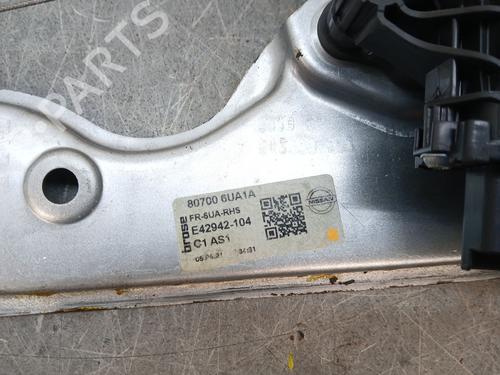 80700 6UA1A
FR-6UA-RHS
E42942-104
C1 AS1
brose
NISSAN
B-PARTS